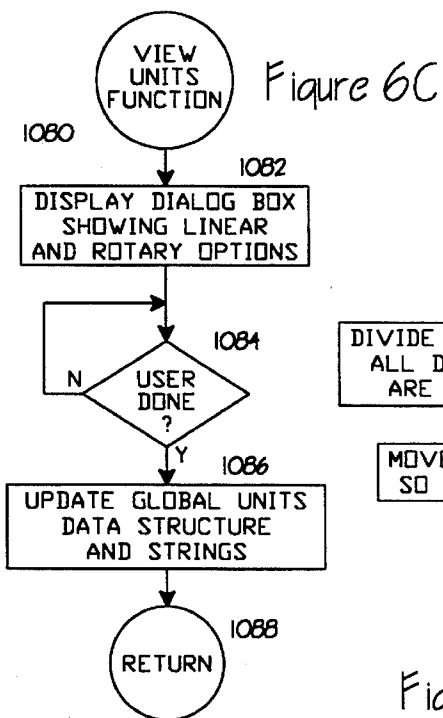 VIEW
UNITS
FUNCTION
Figure 6C
1080
1082
DISPLAY DIALOG BOX
SHOWING LINEAR
AND ROTARY OPTIONS
1084
N
USER
DONE
?
Y
1086
UPDATE GLOBAL UNITS
DATA STRUCTURE
AND STRINGS
1088
RETURN
DIVIDE
ALL
ARE
SO